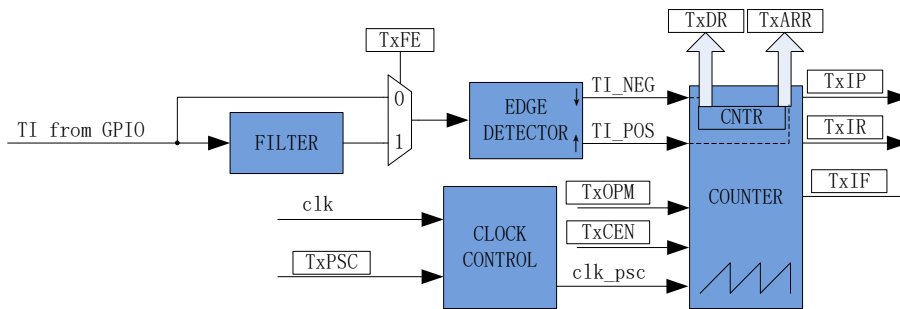 TxDR
TxARR
TxFE
TI from GPIO
FILTER
0
1
EDGE
DETECTOR
TI_NEG
TI_POS
CNTR
TxIP
TxIR
TxIF
clk
TxPSC
CLOCK
CONTROL
TxOPM
TxCEN
clk_psc
COUNTER